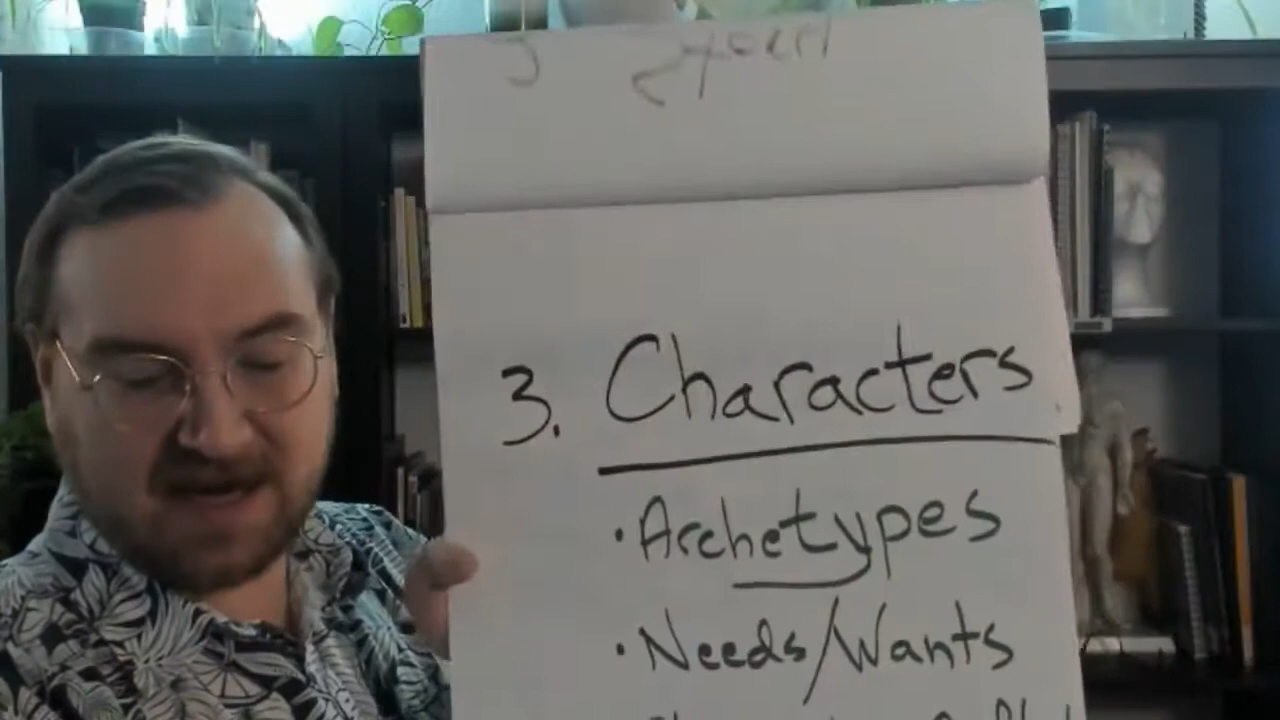 3. Characters
• Archetypes
• Needs/Wants